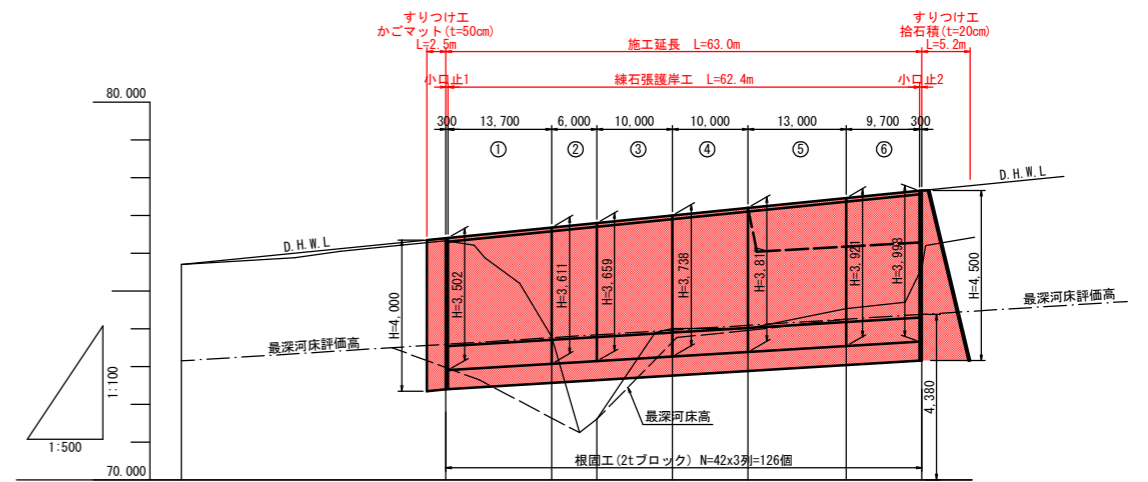 すりつけ工
かごマット(t=50cm)
L=2.5m
すりつけ工
捨石積(t=20cm)
L=5.2m
施工延長 L=63.0m
小口止1
練石張護岸工 L=62.4m
小口止2
80.000
300
13,700
6,000
10,000
10,000
13,000
9,700
300
①
②
③
④
⑤
⑥
D.H.W.L
D.H.W.L
H=4,000
H=3,502
H=3,611
H=3,659
H=3,738
H=3,921
H=3,993
H=4,500
最深河床評価高
最深河床評価高
1:100
1:500
最深河床高
4,380
根固工(2tブロック) N=42x3列=126個
70.000